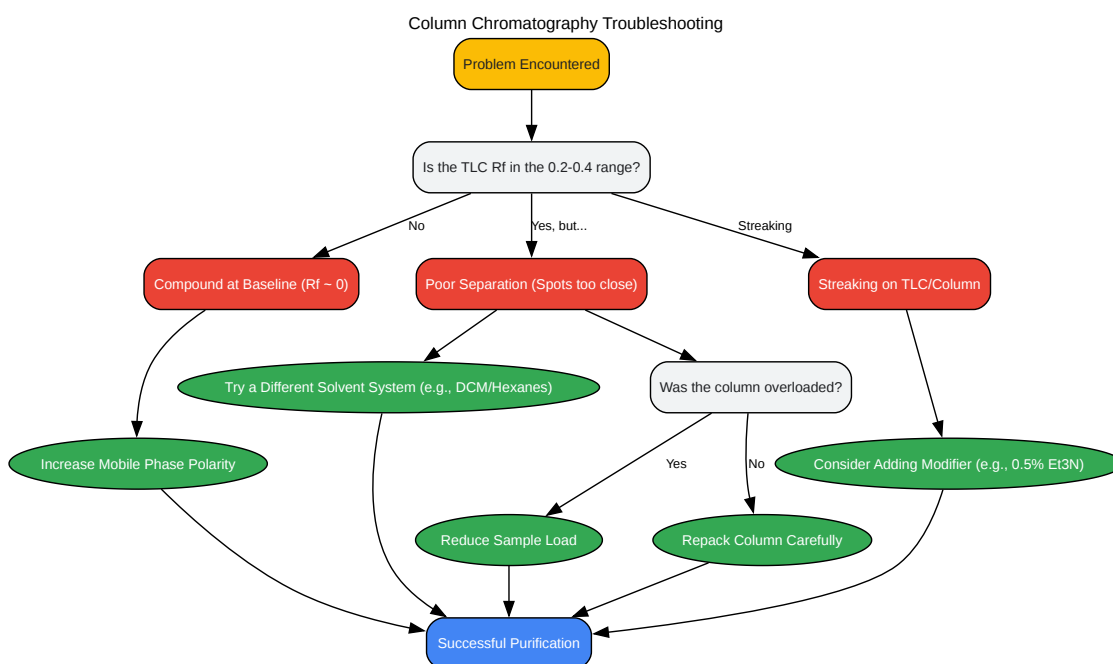 Column Chromatography Troubleshooting
Problem Encountered
Is the TLC Rf in the 0.2-0.4 range?
No
Yes, but...
Streaking
Compound at Baseline (Rf ~ 0)
Poor Separation (Spots too close)
Streaking on TLC/Column
Try a Different Solvent System (e.g., DCM/Hexanes)
Was the column overloaded?
Increase Mobile Phase Polarity
Yes
No
Consider Adding Modifier (e.g., 0.5% Et3N)
Reduce Sample Load
Repack Column Carefully
Successful Purification